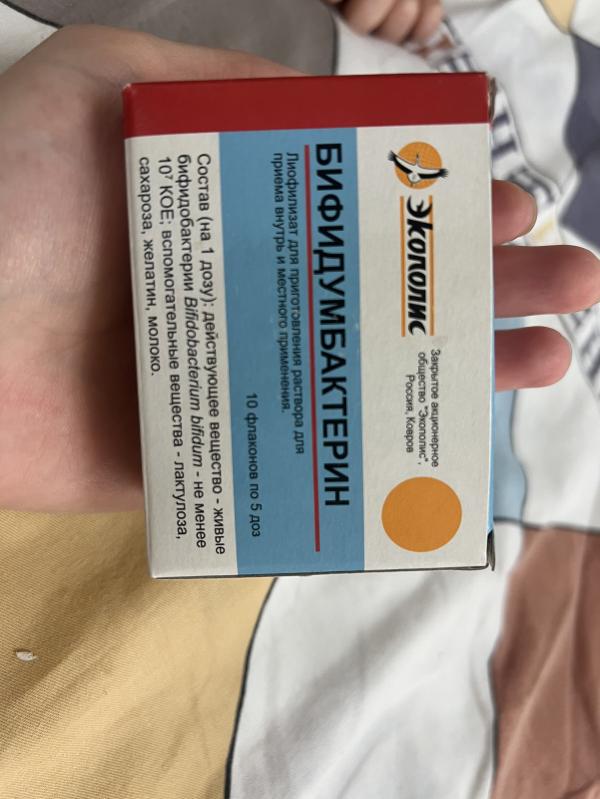 Экополис
Закрытое акционерное
общество "Экополис",
Россия, Ковров
БИФИДУМБАКТЕРИН
Лиофилизат для приготовления раствора для
приема внутрь и местного применения.
10 флаконов по 5 доз
Состав (на 1 дозу): действующее вещество - живые
бифидобактерии Bifidobacterium bifidum - не менее
10⁷ КОЕ; вспомогательные вещества - лактулоза,
сахароза, желатин, молоко.